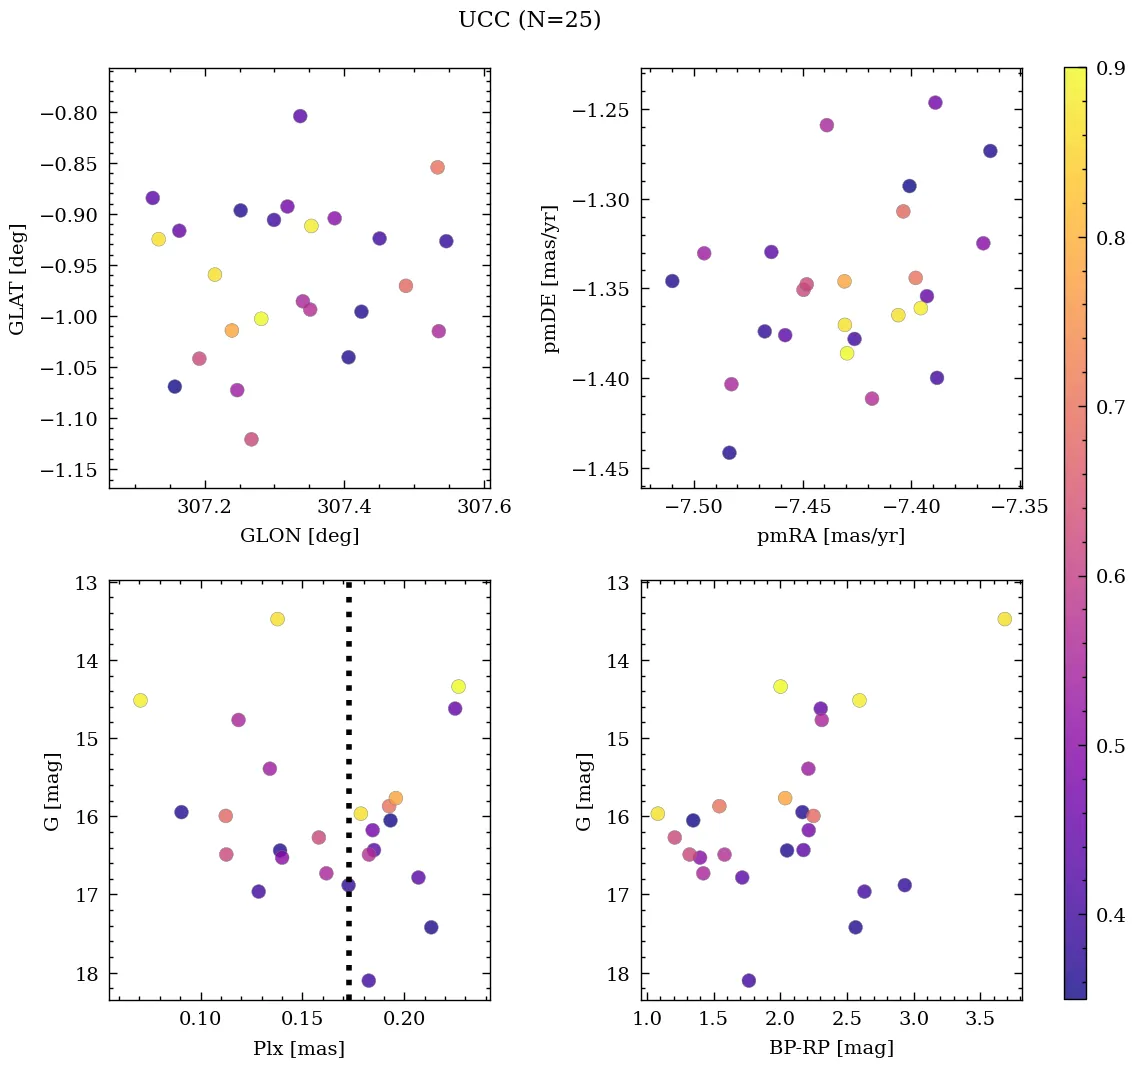 UCC (N=25)
−0.80
−0.85
−0.90
−0.95
−1.00
−1.05
−1.10
−1.15
GLAT [deg]
307.2 307.4 307.6
GLON [deg]
−1.25
−1.30
−1.35
−1.40
−1.45
pmDE [mas/yr]
−7.50 −7.45 −7.40 −7.35
pmRA [mas/yr]
13
14
15
16
17
18
G [mag]
0.10 0.15 0.20
Plx [mas]
13
14
15
16
17
18
G [mag]
1.0 1.5 2.0 2.5 3.0 3.5
BP-RP [mag]
0.9
0.8
0.7
0.6
0.5
0.4